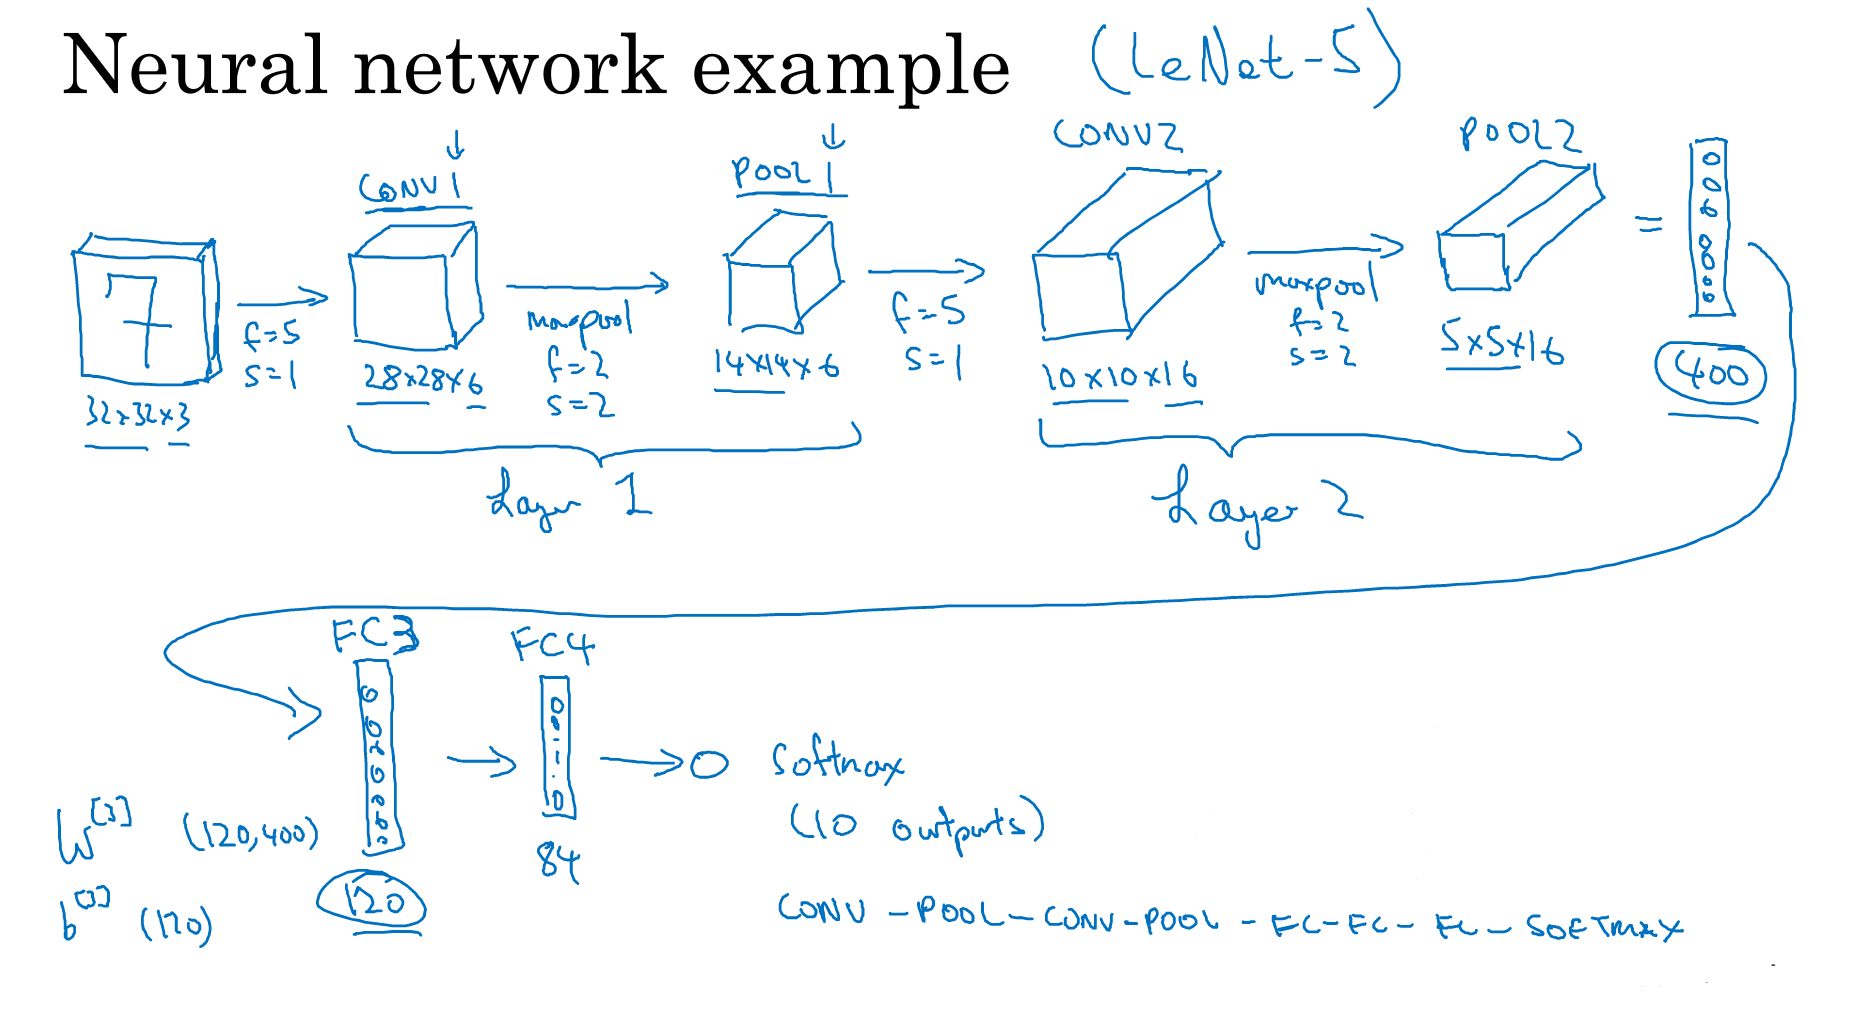 Neural network example (LeNet-5)
CONV1
POOL1
CONV2
POOL2
7
f=5
s=1
maxpool
f=2
s=2
f=5
s=1
maxpool
f=2
s=2
=
32x32x3
28x28x6
14x14x6
10x10x16
5x5x16
400
Layer 1
Layer 2
FC3
FC4
Softmax
(10 outputs)
W[3] (120,400)
b[3] (120)
120
84
CONV-POOL-CONV-POOL-FC-FC-FC-SOFTMAX